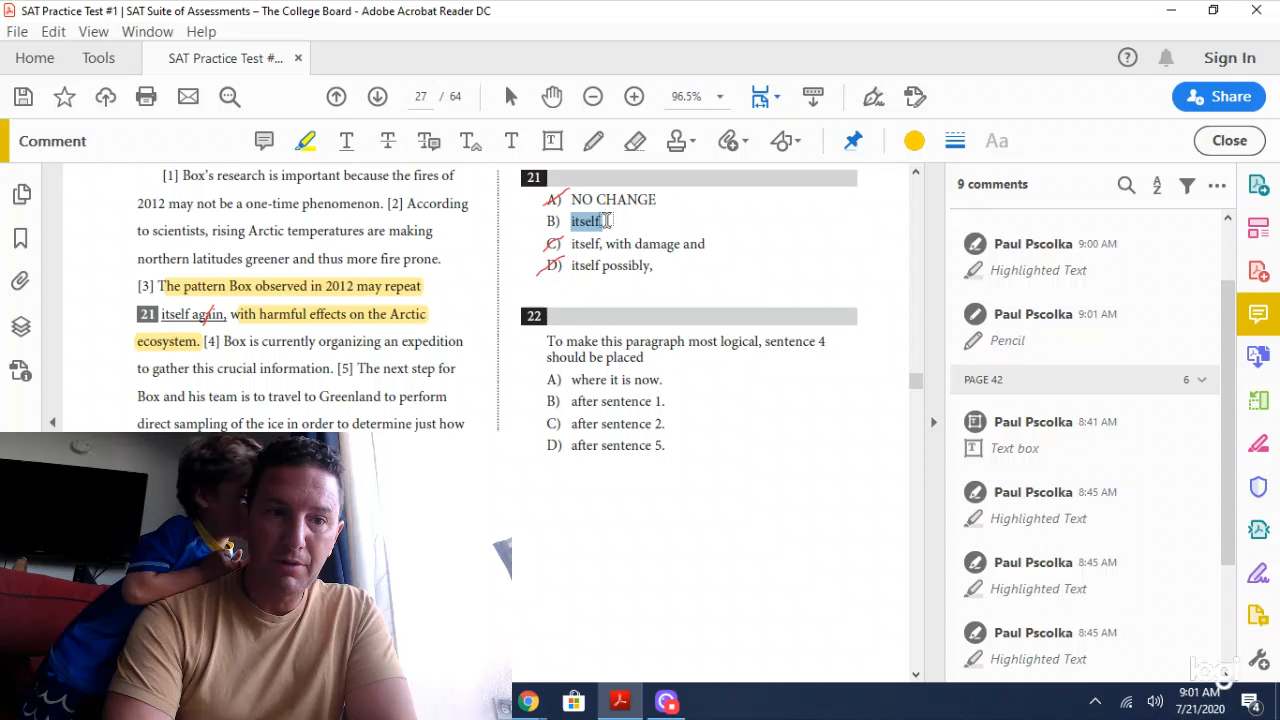 SAT Practice Test #1 | SAT Suite of Assessments – The College Board - Adobe Acrobat Reader DC
File Edit View Window Help
Home Tools SAT Practice Test #... × Sign In
27 / 64 96.5% Share
Comment Close
[1] Box's research is important because the fires of
2012 may not be a one-time phenomenon. [2] According
to scientists, rising Arctic temperatures are making
northern latitudes greener and thus more fire prone.
[3] The pattern Box observed in 2012 may repeat
21 itself again, with harmful effects on the Arctic
ecosystem. [4] Box is currently organizing an expedition
to gather this crucial information. [5] The next step for
Box and his team is to travel to Greenland to perform
direct sampling of the ice in order to determine just how
21
A) NO CHANGE
B) itself,
C) itself, with damage and
D) itself possibly,
22
To make this paragraph most logical, sentence 4
should be placed
A) where it is now.
B) after sentence 1.
C) after sentence 2.
D) after sentence 5.
9 comments
Paul Pscolka 9:00 AM
Highlighted Text
Paul Pscolka 9:01 AM
Pencil
PAGE 42 6
Paul Pscolka 8:41 AM
Text box
Paul Pscolka 8:45 AM
Highlighted Text
Paul Pscolka 8:45 AM
Highlighted Text
Paul Pscolka 8:45 AM
Highlighted Text
logi
9:01 AM
7/21/2020
4